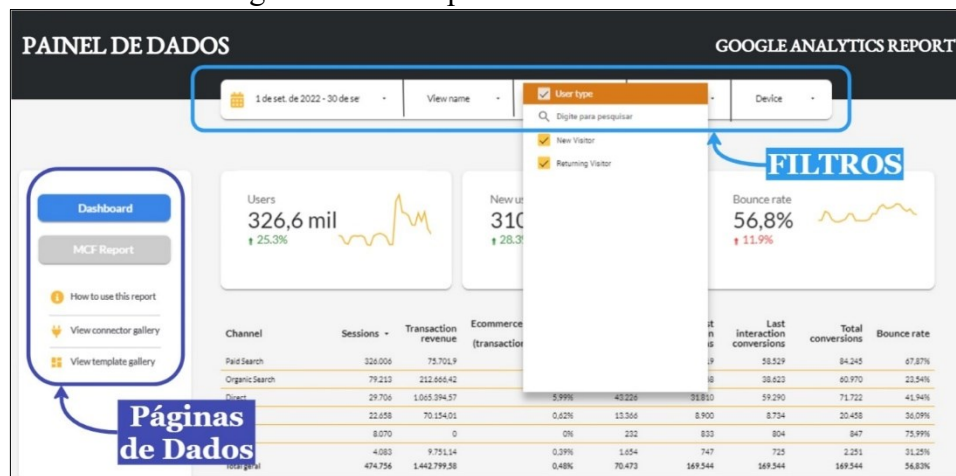 PAINEL DE DADOS
GOOGLE ANALYTICS REPORT
1 de set. de 2022 - 30 de se
View name
User type
Device
Digite para pesquisar
New Visitor
Returning Visitor
FILTROS
Dashboard
MCF Report
How to use this report
View connector gallery
View template gallery
Páginas
de Dados
Users
326,6 mil
25.3%
New us
310
28.3
Bounce rate
56,8%
11.9%
Channel Sessions Transaction revenue Ecommerce (transaction Last interaction conversions Total conversions Bounce rate
Paid Search 326.006 75.701,9 58.529 84.245 67,87%
Organic Search 79.213 212.666,42 38.623 60.970 23,54%
Direct 29.706 1.065.394,57 5,99% 43.226 31.810 59.290 71.722 41,94%
22.658 70.154,01 0,62% 13.366 8.900 8.734 20.458 36,09%
8.070 0 0% 232 833 804 847 75,99%
4.083 9.751,14 0,39% 1.654 747 725 2.251 31,25%
Total geral 474.756 1.442.799,58 0,48% 70.473 169.544 169.544 169.544 56,83%